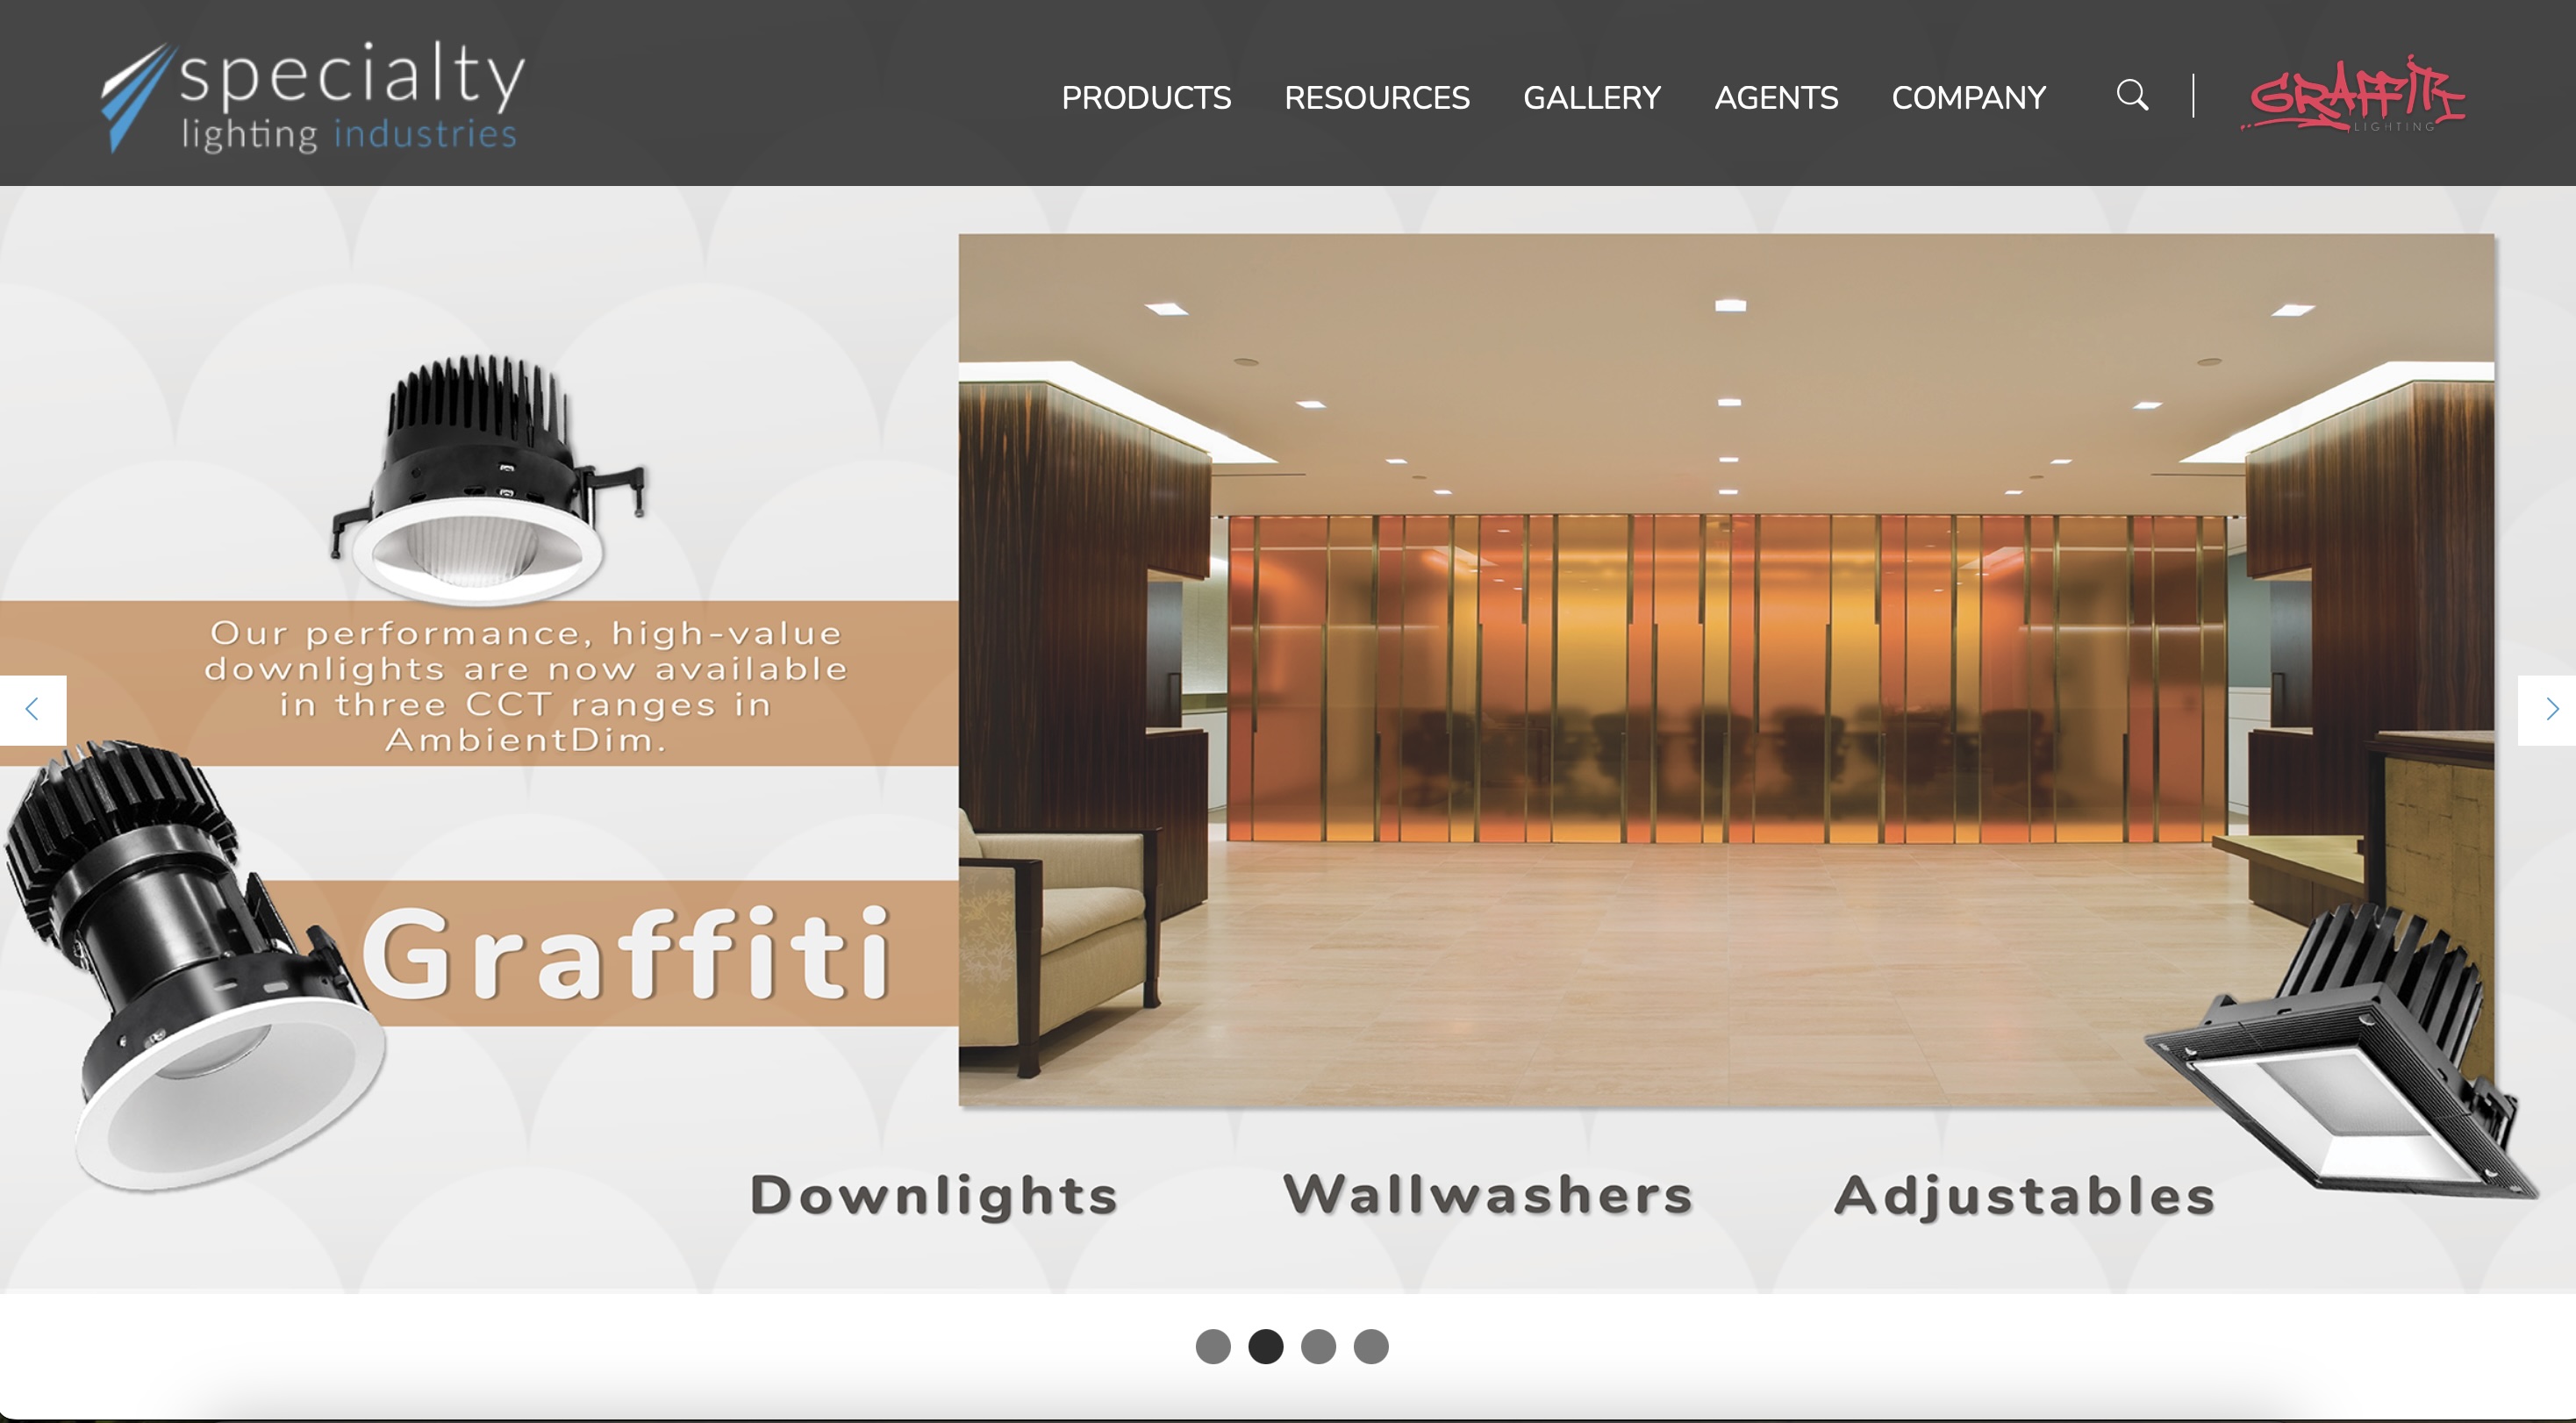 specialty
lighting industries
PRODUCTS RESOURCES GALLERY AGENTS COMPANY
GRAFFITI
LIGHTING
Our performance, high-value
downlights are now available
in three CCT ranges in
AmbientDim.
Graffiti
Downlights Wallwashers Adjustables